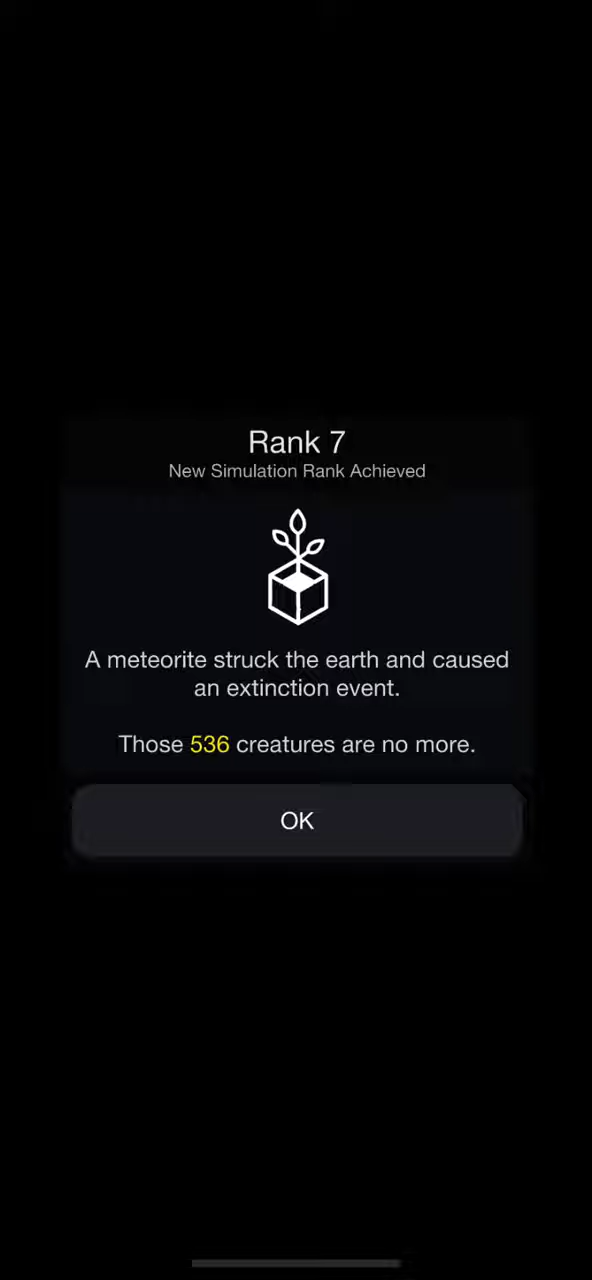 Rank 7
New Simulation Rank Achieved
A meteorite struck the earth and caused
an extinction event.
Those 536 creatures are no more.
OK